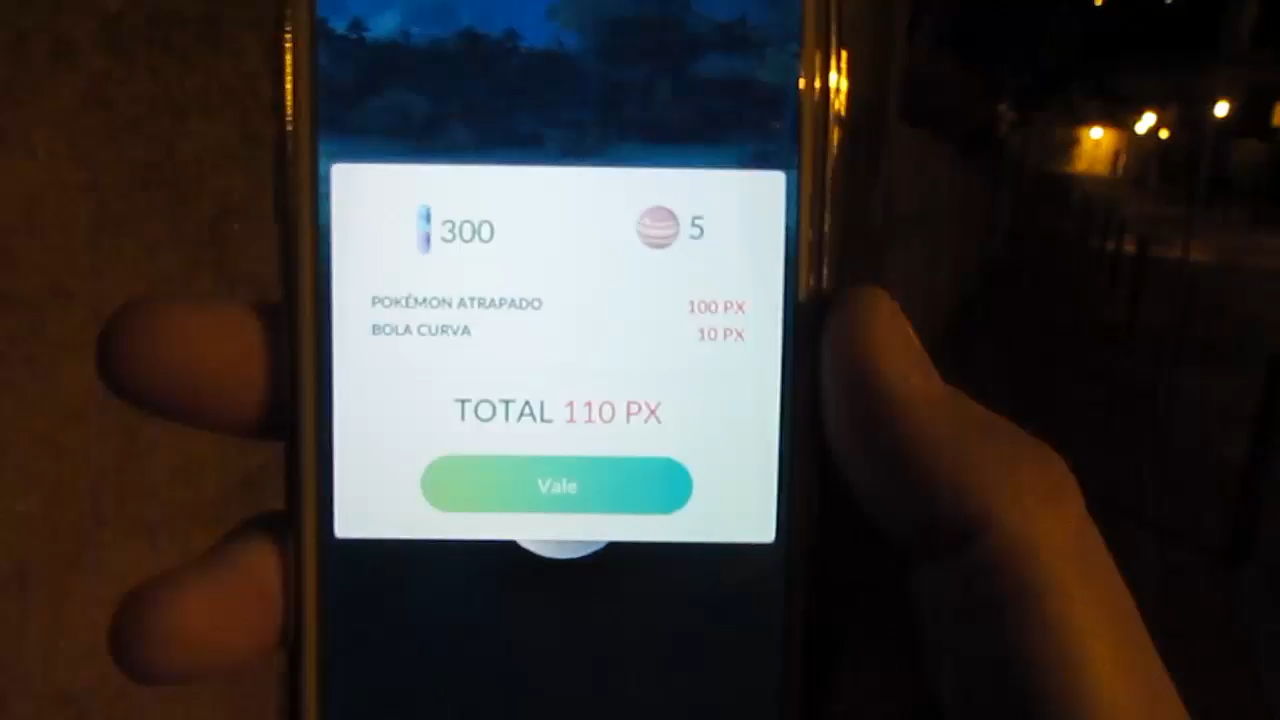 300 5
POKÉMON ATRAPADO 100 PX
BOLA CURVA 10 PX
TOTAL 110 PX
Vale